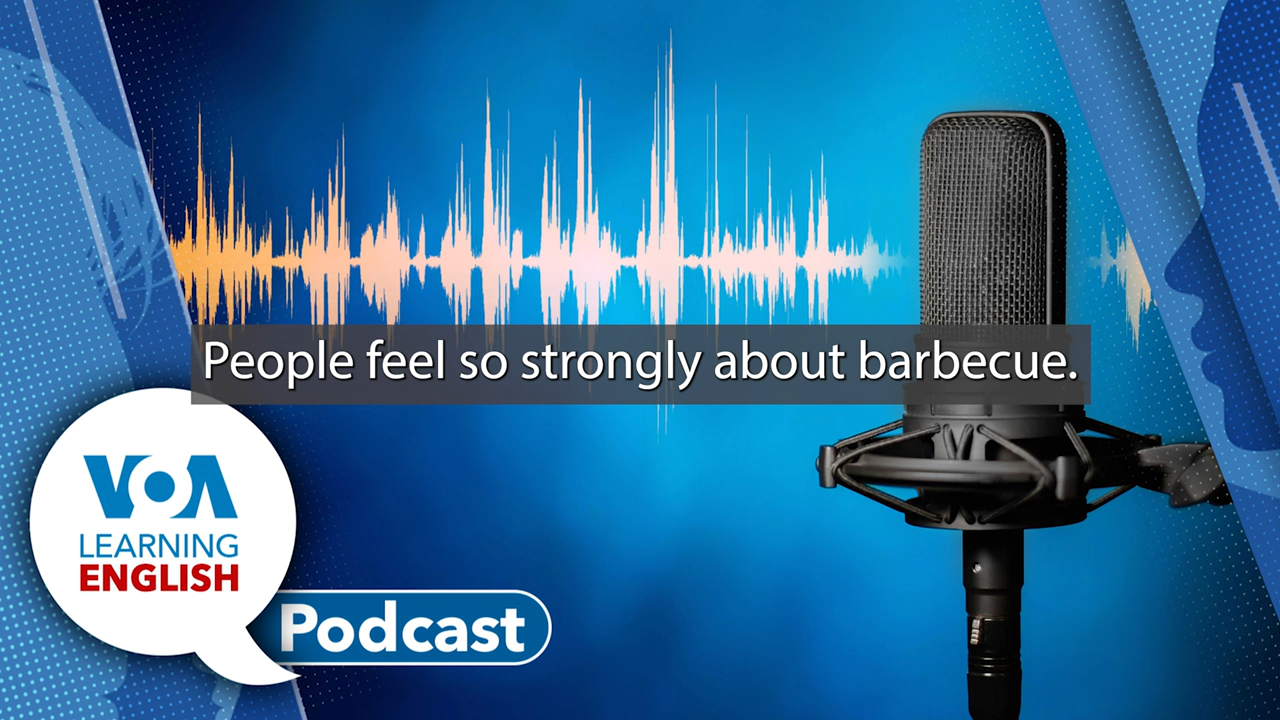 People feel so strongly about barbecue.
VOA
LEARNING
ENGLISH
Podcast